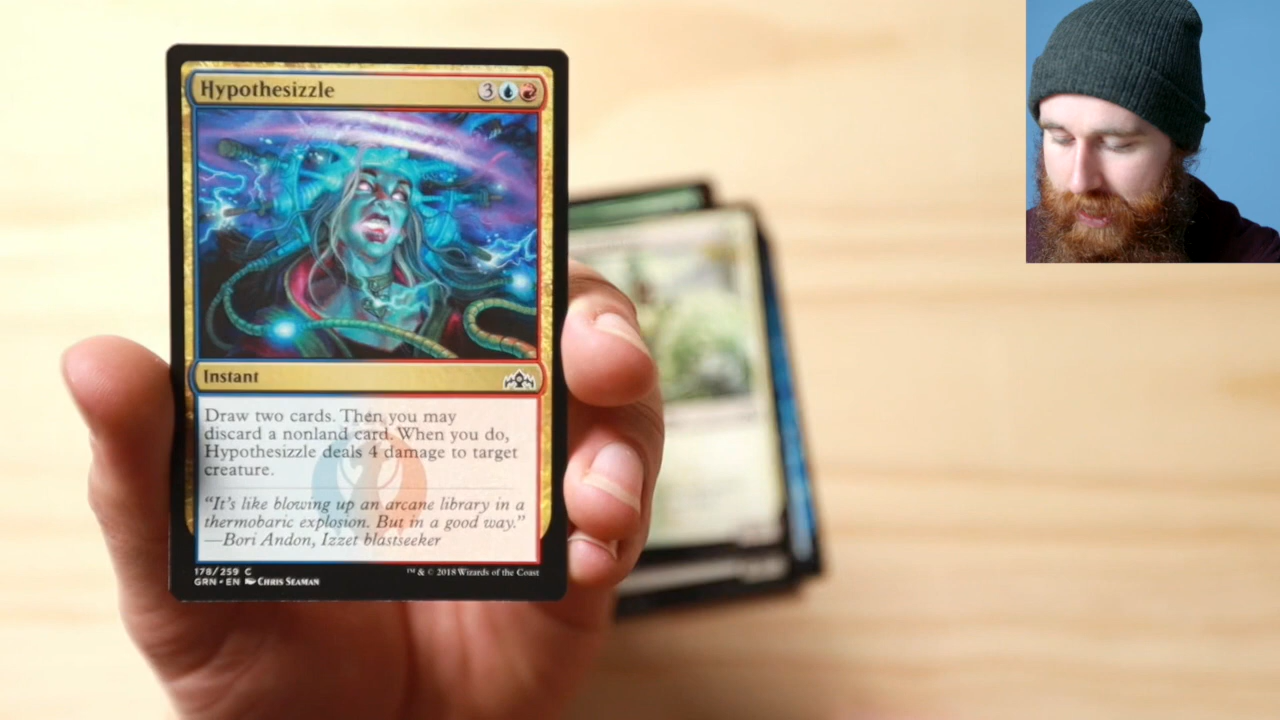 Hypothesizzle 3
Instant
Draw two cards. Then you may
discard a nonland card. When you do,
Hypothesizzle deals 4 damage to target
creature.
"It's like blowing up an arcane library in a
thermobaric explosion. But in a good way."
—Bori Andon, Izzet blastseeker
178/259 C
GRN • EN Chris Seaman
™ & © 2018 Wizards of the Coast